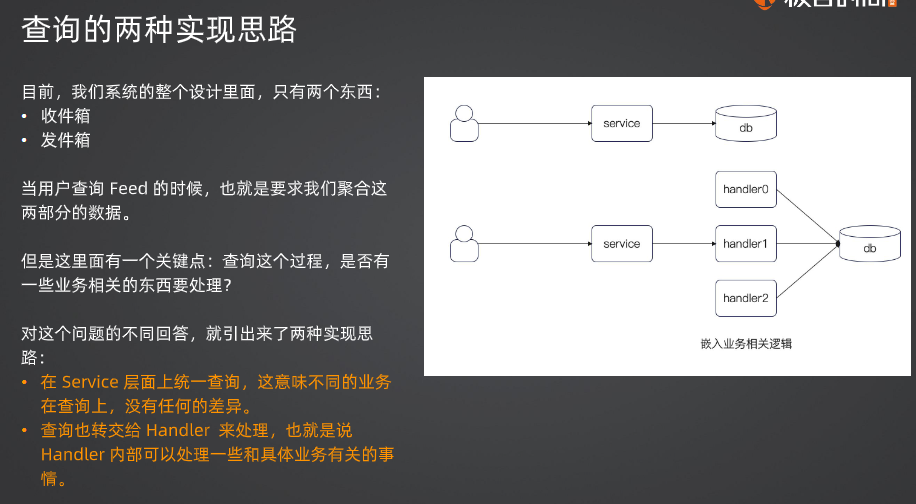 查询的两种实现思路
目前，我们系统的整个设计里面，只有两个东西：
• 收件箱
• 发件箱
当用户查询 Feed 的时候，也就是要求我们聚合这
两部分的数据。
但是这里面有一个关键点：查询这个过程，是否有
一些业务相关的东西要处理？
对这个问题的不同回答，就引出来了两种实现思
路：
• 在 Service 层面上统一查询，这意味不同的业务
在查询上，没有任何的差异。
• 查询也转交给 Handler 来处理，也就是说
Handler 内部可以处理一些和具体业务有关的事
情。
service
db
handler0
service
handler1
db
handler2
嵌入业务相关逻辑